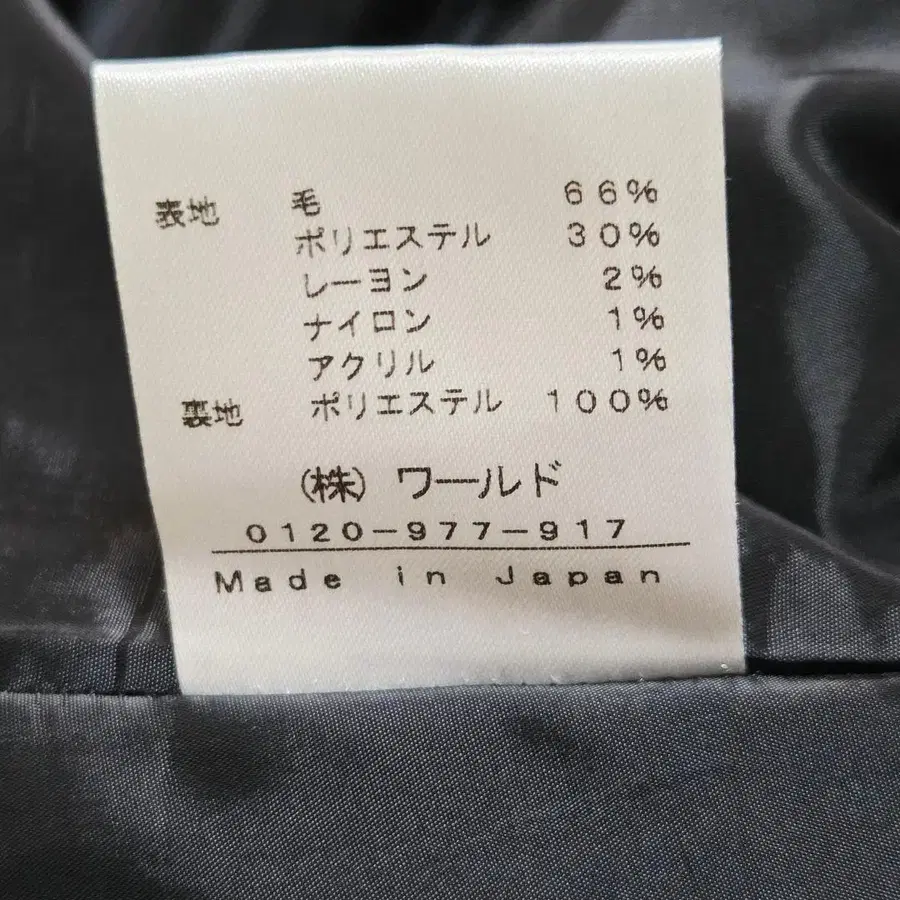 表地 毛 66%
ポリエステル 30%
レーヨン 2%
ナイロン 1%
アクリル 1%
裏地 ポリエステル 100%
(株) ワールド
0120-977-917
Made in Japan